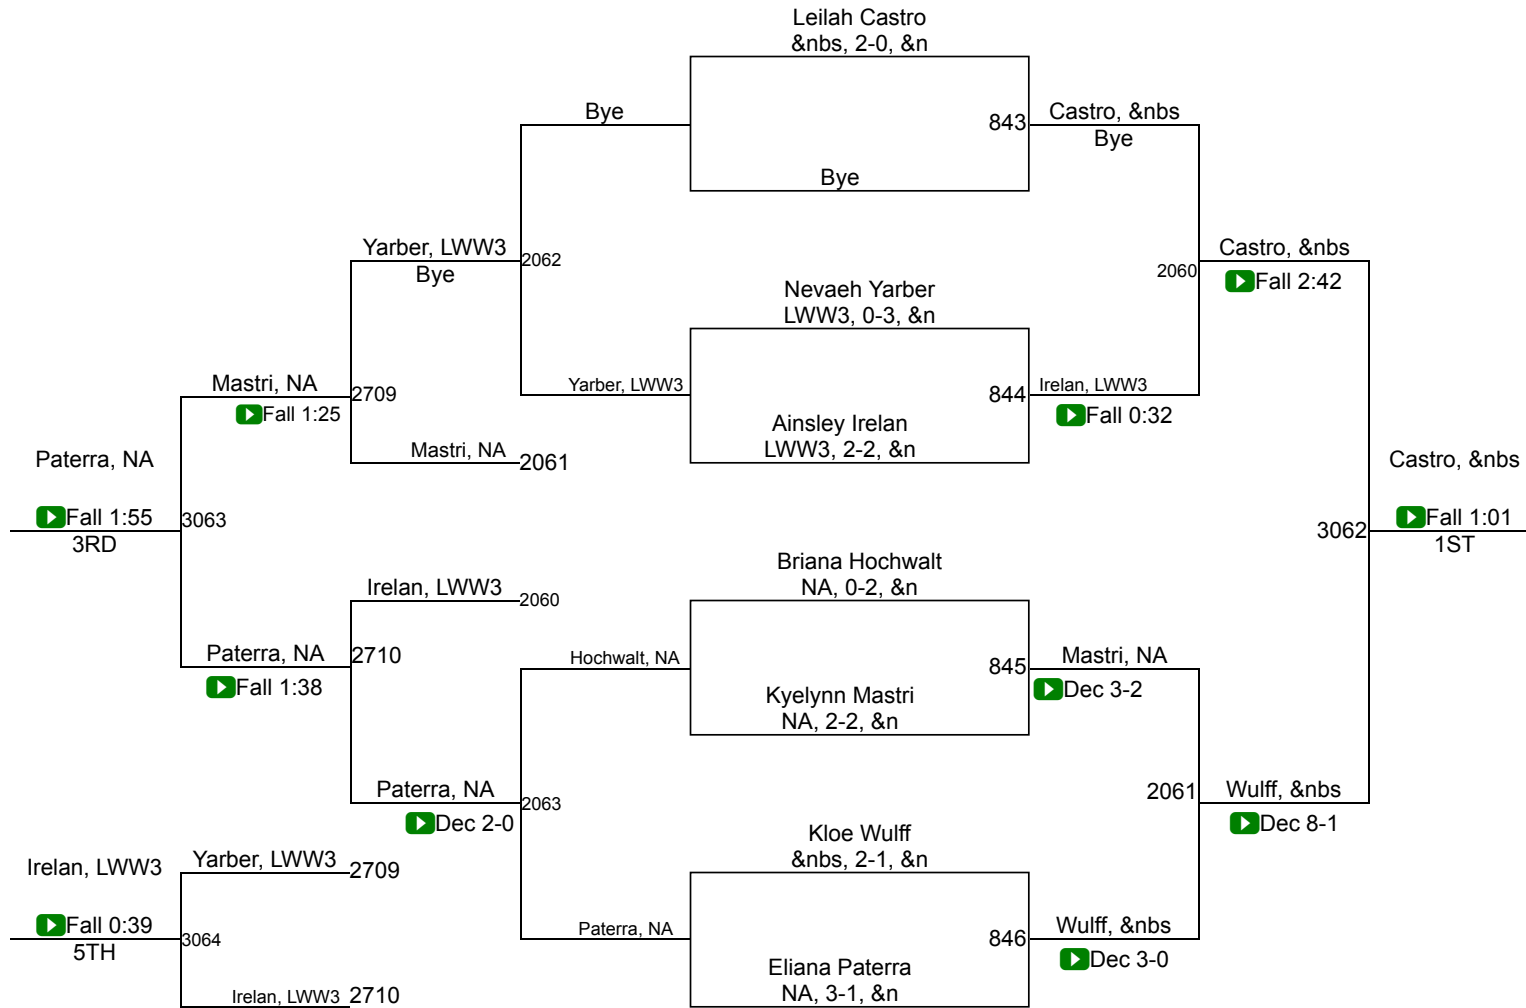 Leilah Castro
&nbs, 2-0, &n
Bye
843
Castro, &nbs
Bye
Bye
Yarber, LWW3
2062
Bye
2060
Castro, &nbs
Fall 2:42
Nevaeh Yarber
LWW3, 0-3, &n
Mastri, NA
2709
Fall 1:25
Yarber, LWW3
844
Irelan, LWW3
Fall 0:32
Ainsley Irelan
LWW3, 2-2, &n
Mastri, NA
2061
Paterra, NA
Castro, &nbs
Fall 1:55
3063
3RD
3062
Fall 1:01
1ST
Briana Hochwalt
NA, 0-2, &n
Irelan, LWW3
2060
Paterra, NA
2710
Fall 1:38
Hochwalt, NA
845
Mastri, NA
Dec 3-2
Kyelynn Mastri
NA, 2-2, &n
Paterra, NA
2063
Dec 2-0
2061
Wulff, &nbs
Dec 8-1
Kloe Wulff
&nbs, 2-1, &n
Irelan, LWW3
Yarber, LWW3
2709
Fall 0:39
3064
5TH
Paterra, NA
846
Wulff, &nbs
Dec 3-0
Eliana Paterra
NA, 3-1, &n
Irelan, LWW3
2710